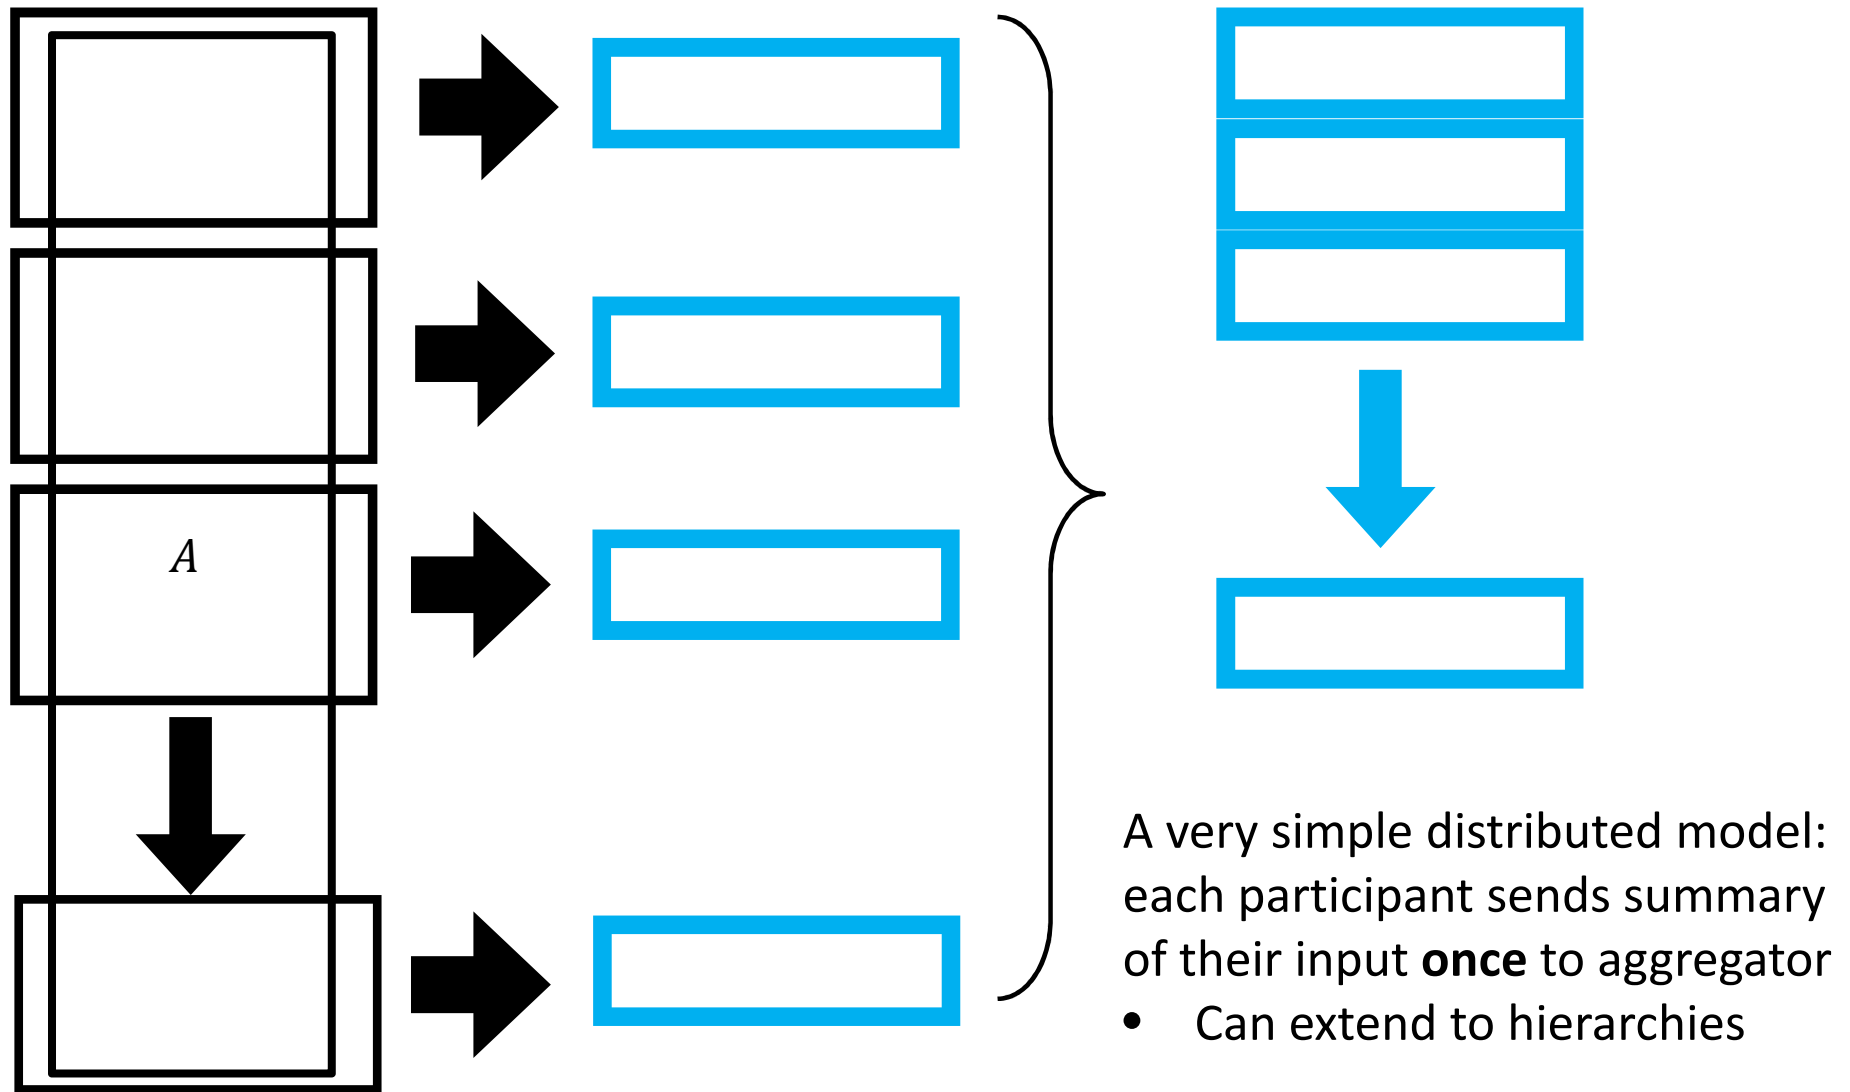 A
A very simple distributed model:
each participant sends summary
of their input once to aggregator
• Can extend to hierarchies